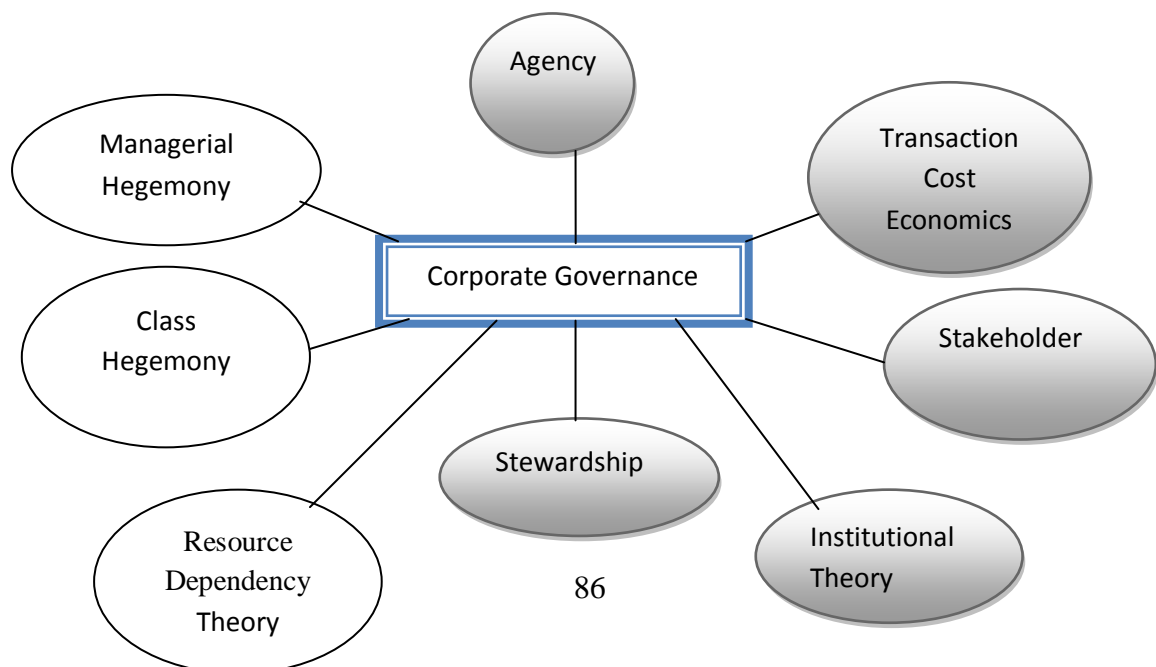 Agency
Managerial
Hegemony
Transaction
Cost
Economics
Corporate Governance
Class
Hegemony
Stakeholder
Stewardship
Resource
Dependency
Theory
Institutional
Theory
86